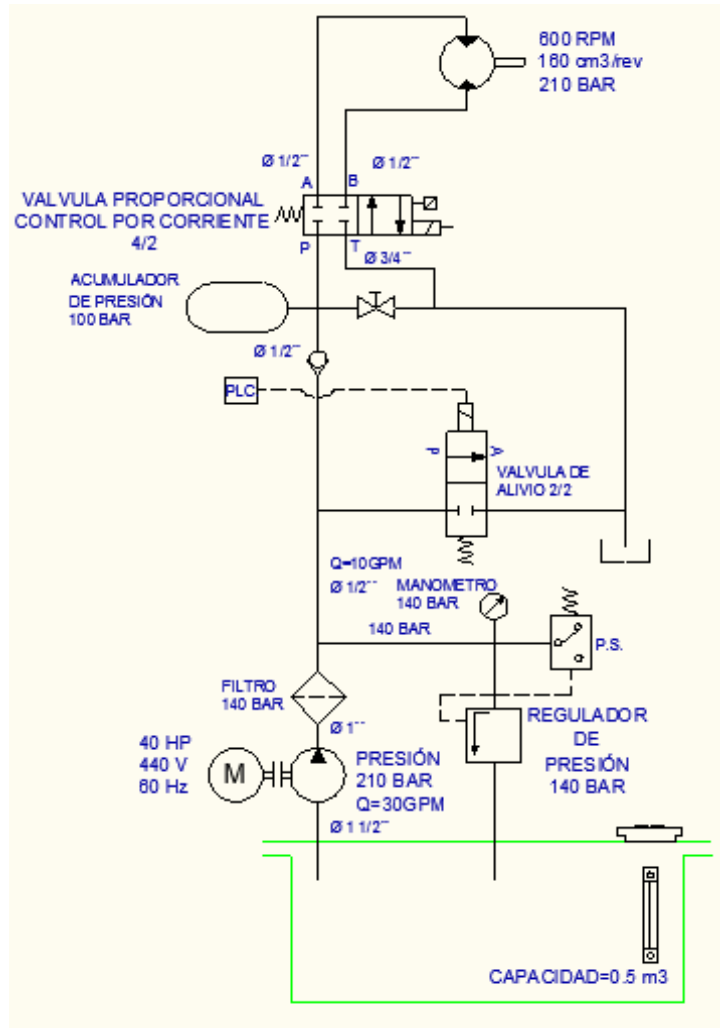 600 RPM
160 cm3/rev
210 BAR
Ø 1/2¨
A
B
Ø 1/2¨
VALVULA PROPORCIONAL
CONTROL POR CORRIENTE
4/2
P
T
Ø 3/4¨
ACUMULADOR
DE PRESIÓN
100 BAR
Ø 1/2¨
PLC
P
A
VALVULA DE
ALIVIO 2/2
Q=10GPM
Ø 1/2¨
MANOMETRO
140 BAR
140 BAR
P.S.
FILTRO
140 BAR
Ø 1¨
REGULADOR
DE
PRESIÓN
140 BAR
40 HP
440 V
60 Hz
M
PRESIÓN
210 BAR
Q=30GPM
Ø 1 1/2¨
CAPACIDAD=0.5 m3